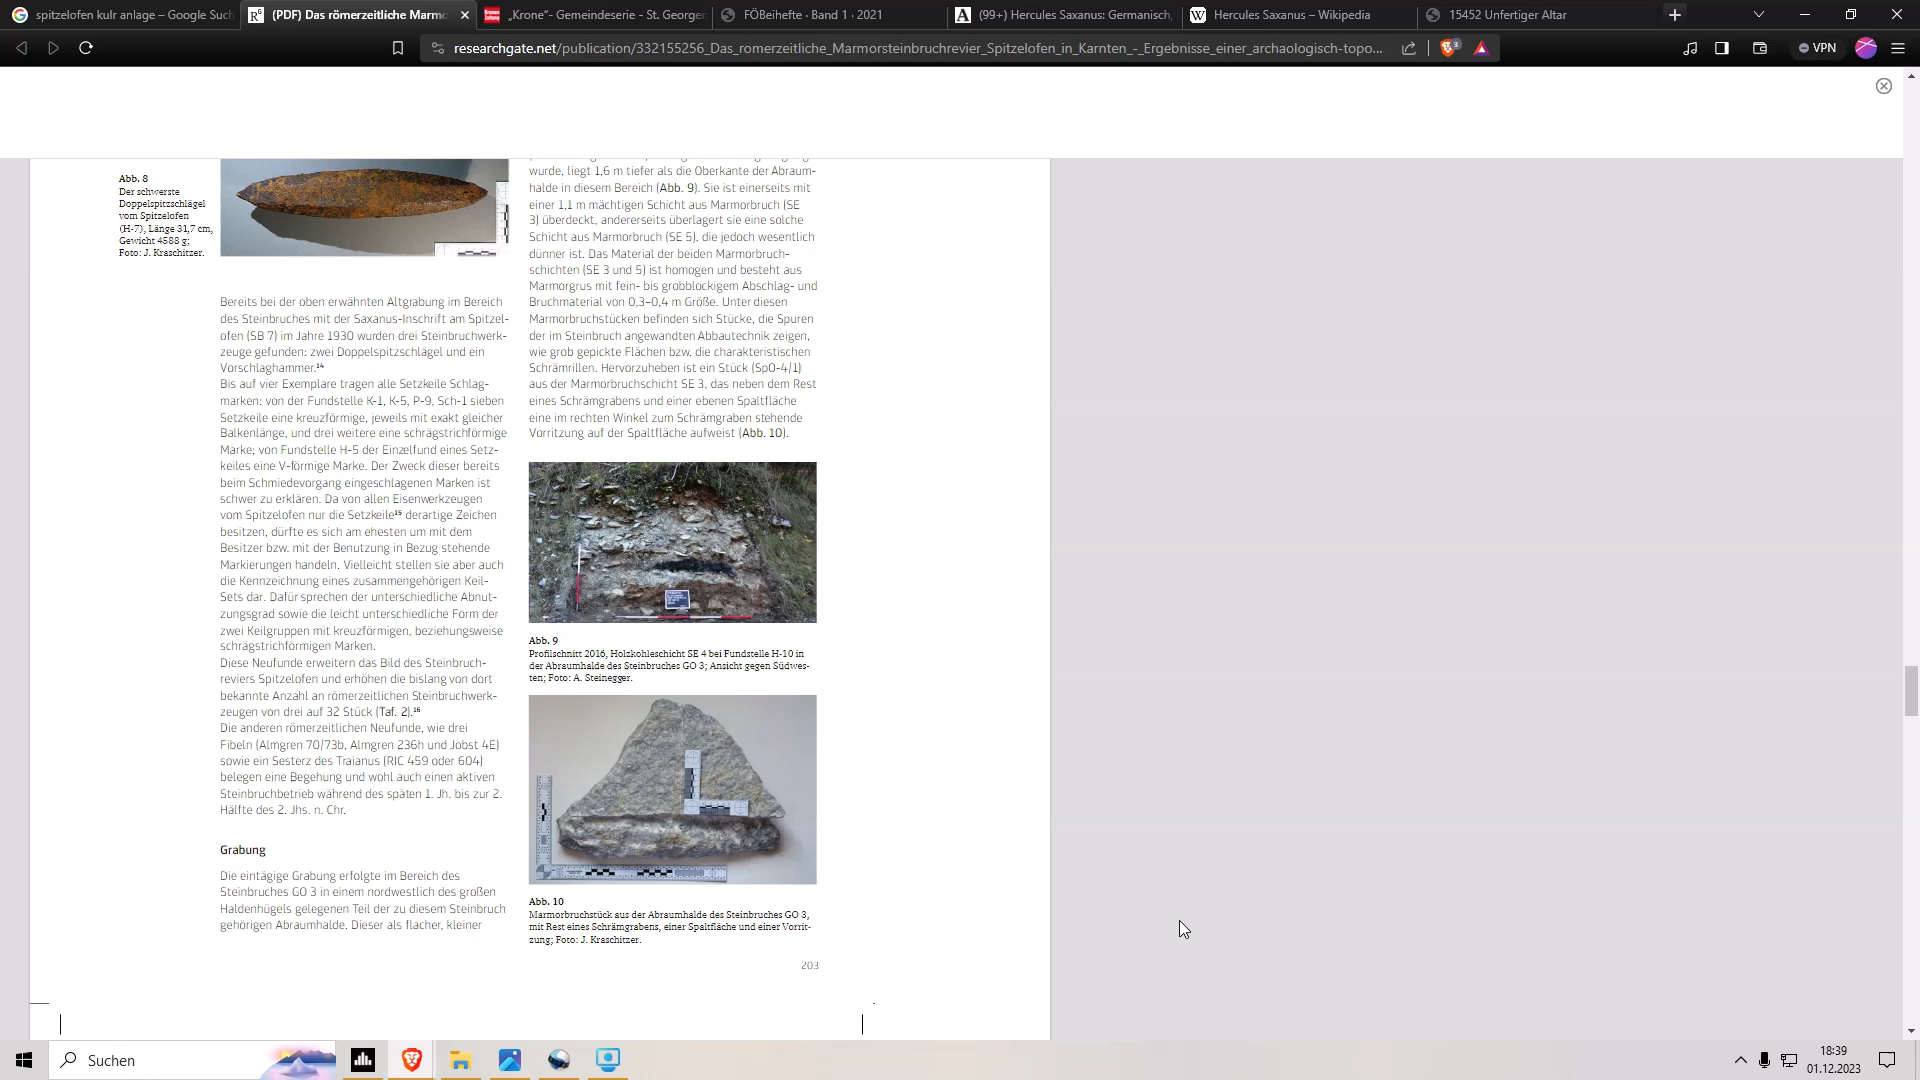 spitzelofen kulr anlage – Google Such
(PDF) Das römerzeitliche Marmo
„Krone"- Gemeindeserie - St. Georgen
FÖBeihefte · Band 1 · 2021
(99+) Hercules Saxanus: Germanisch,
Hercules Saxanus – Wikipedia
15452 Unfertiger Altar
researchgate.net/publication/332155256_Das_romerzeitliche_Marmorsteinbruchrevier_Spitzelofen_in_Karnten_-_Ergebnisse_einer_archaologisch-topo...
VPN
Abb. 8
Der schwerste
Doppelspitzschlägel
vom Spitzelofen
(H-7), Länge 31,7 cm,
Gewicht 4588 g;
Foto: J. Kraschitzer.
Bereits bei der oben erwähnten Altgrabung im Bereich
des Steinbruches mit der Saxanus-Inschrift am Spitzel-
ofen (SB 7) im Jahre 1930 wurden drei Steinbruchwerk-
zeuge gefunden: zwei Doppelspitzschlägel und ein
Vorschlaghammer.¹⁴
Bis auf vier Exemplare tragen alle Setzkeile Schlag-
marken: von der Fundstelle K-1, K-5, P-9, Sch-1 sieben
Setzkeile eine kreuzförmige, jeweils mit exakt gleicher
Balkenlänge, und drei weitere eine schrägstrichförmige
Marke; von Fundstelle H-5 der Einzelfund eines Setz-
keiles eine V-förmige Marke. Der Zweck dieser bereits
beim Schmiedevorgang eingeschlagenen Marken ist
schwer zu erklären. Da von allen Eisenwerkzeugen
vom Spitzelofen nur die Setzkeile¹⁵ derartige Zeichen
besitzen, dürfte es sich am ehesten um mit dem
Besitzer bzw. mit der Benutzung in Bezug stehende
Markierungen handeln. Vielleicht stellen sie aber auch
die Kennzeichnung eines zusammengehörigen Keil-
Sets dar. Dafür sprechen der unterschiedliche Abnut-
zungsgrad sowie die leicht unterschiedliche Form der
zwei Keilgruppen mit kreuzförmigen, beziehungsweise
schrägstrichförmigen Marken.
Diese Neufunde erweitern das Bild des Steinbruch-
reviers Spitzelofen und erhöhen die bislang von dort
bekannte Anzahl an römerzeitlichen Steinbruchwerk-
zeugen von drei auf 32 Stück (Taf. 2).¹⁶
Die anderen römerzeitlichen Neufunde, wie drei
Fibeln (Almgren 70/73b, Almgren 236h und Jobst 4E)
sowie ein Sesterz des Traianus (RIC 459 oder 604)
belegen eine Begehung und wohl auch einen aktiven
Steinbruchbetrieb während des späten 1. Jh. bis zur 2.
Hälfte des 2. Jhs. n. Chr.
Grabung
Die eintägige Grabung erfolgte im Bereich des
Steinbruches GO 3 in einem nordwestlich des großen
Haldenhügels gelegenen Teil der zu diesem Steinbruch
gehörigen Abraumhalde. Dieser als flacher, kleiner
wurde, liegt 1,6 m tiefer als die Oberkante der Abraum-
halde in diesem Bereich (Abb. 9). Sie ist einerseits mit
einer 1,1 m mächtigen Schicht aus Marmorbruch (SE
3) überdeckt, andererseits überlagert sie eine solche
Schicht aus Marmorbruch (SE 5), die jedoch wesentlich
dünner ist. Das Material der beiden Marmorbruch-
schichten (SE 3 und 5) ist homogen und besteht aus
Marmorgrus mit fein- bis grobblockigem Abschlag- und
Bruchmaterial von 0,3–0,4 m Größe. Unter diesen
Marmorbruchstücken befinden sich Stücke, die Spuren
der im Steinbruch angewandten Abbautechnik zeigen,
wie grob gepickte Flächen bzw. die charakteristischen
Schrämrillen. Hervorzuheben ist ein Stück (SpO-4/1)
aus der Marmorbruchschicht SE 3, das neben dem Rest
eines Schrämgrabens und einer ebenen Spaltfläche
eine im rechten Winkel zum Schrämgraben stehende
Vorritzung auf der Spaltfläche aufweist (Abb. 10).
Abb. 9
Profilschnitt 2016, Holzkohleschicht SE 4 bei Fundstelle H-10 in
der Abraumhalde des Steinbruches GO 3; Ansicht gegen Südwes-
ten; Foto: A. Steinegger.
Abb. 10
Marmorbruchstück aus der Abraumhalde des Steinbruches GO 3,
mit Rest eines Schrämgrabens, einer Spaltfläche und einer Vorrit-
zung; Foto: J. Kraschitzer.
203
Suchen
18:39
01.12.2023